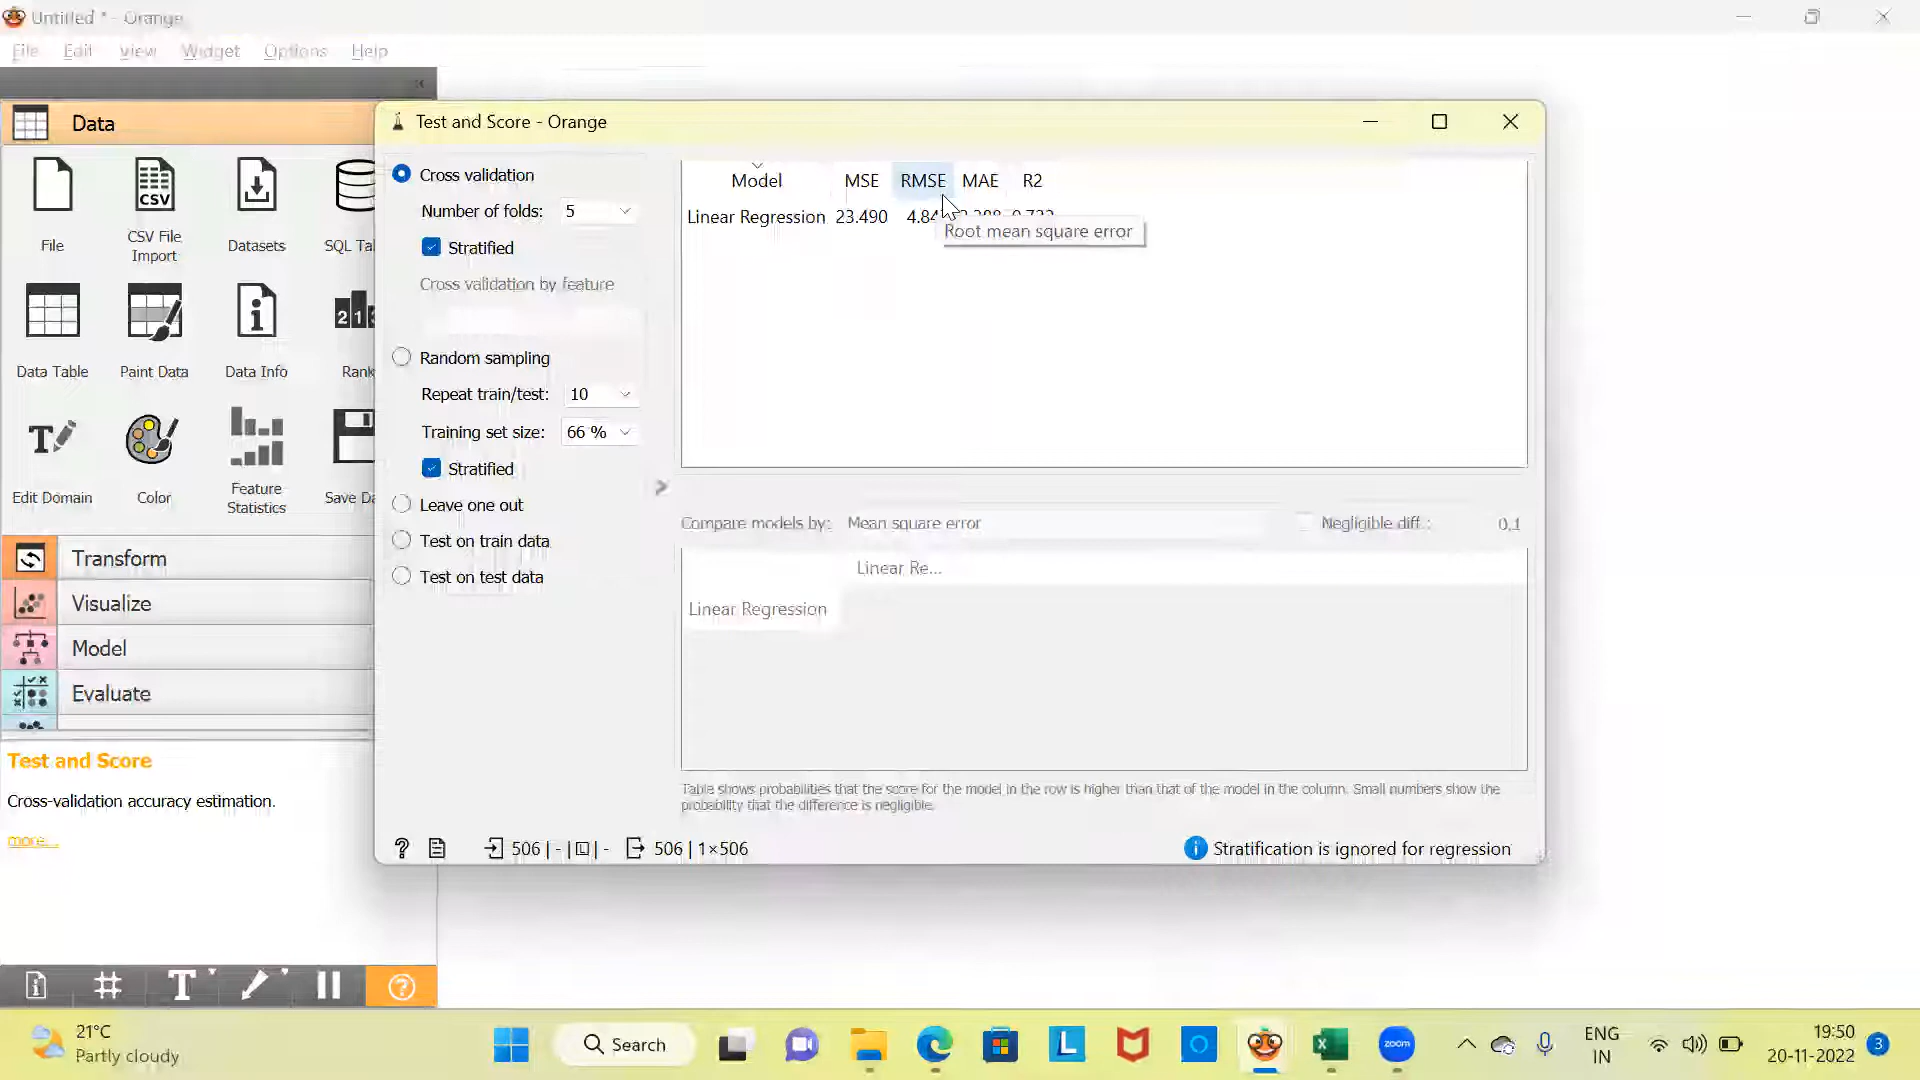 Untitled * - Orange
File Edit View Widget Options Help
Data
File
CSV File
Import
Datasets
SQL Ta
Data Table
Paint Data
Data Info
Rank
Edit Domain
Color
Feature
Statistics
Save Da
Transform
Visualize
Model
Evaluate
Test and Score
Cross-validation accuracy estimation.
more...
Test and Score - Orange
Cross validation
Number of folds: 5
Stratified
Cross validation by feature
Random sampling
Repeat train/test: 10
Training set size: 66 %
Stratified
Leave one out
Test on train data
Test on test data
Model MSE RMSE MAE R2
Linear Regression 23.490 4.84
Root mean square error
Compare models by: Mean square error Negligible diff.: 0.1
Linear Re...
Linear Regression
Table shows probabilities that the score for the model in the row is higher than that of the model in the column. Small numbers show the
probability that the difference is negligible.
? 506 | - | - 506 | 1×506
Stratification is ignored for regression
21°C
Partly cloudy
Search
zoom
ENG
IN
19:50
20-11-2022
3